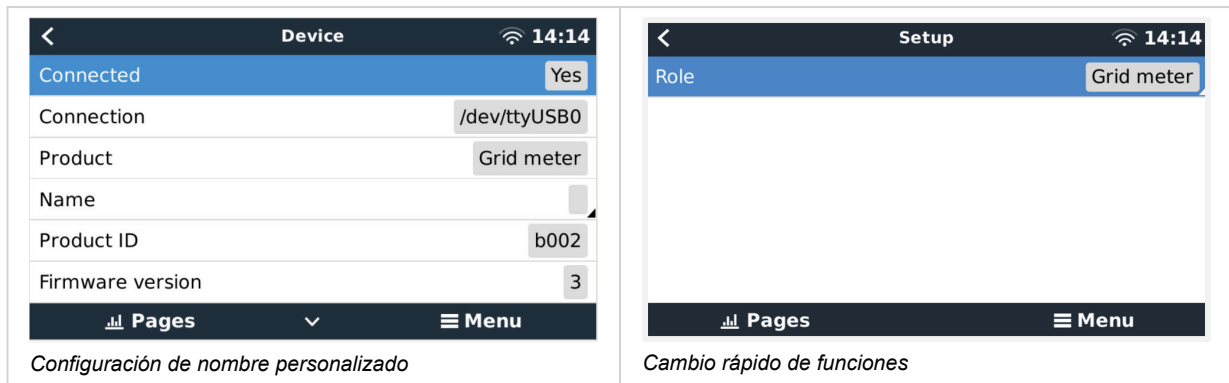 Device 14:14
Connected Yes
Connection /dev/ttyUSB0
Product Grid meter
Name
Product ID b002
Firmware version 3
Pages Menu
Configuración de nombre personalizado
Setup 14:14
Role Grid meter
Pages Menu
Cambio rápido de funciones